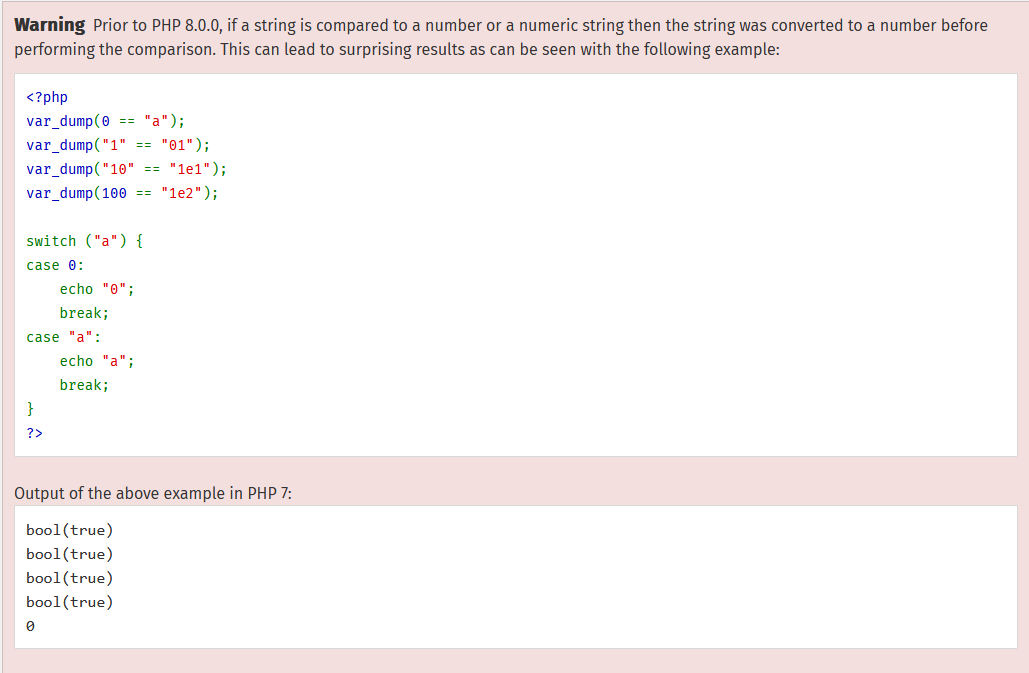 Warning Prior to PHP 8.0.0, if a string is compared to a number or a numeric string then the string was converted to a number before
performing the comparison. This can lead to surprising results as can be seen with the following example:
<?php
var_dump(0 == "a");
var_dump("1" == "01");
var_dump("10" == "1e1");
var_dump(100 == "1e2");
switch ("a") {
case 0:
    echo "0";
    break;
case "a":
    echo "a";
    break;
}
?>
Output of the above example in PHP 7:
bool(true)
bool(true)
bool(true)
bool(true)
0